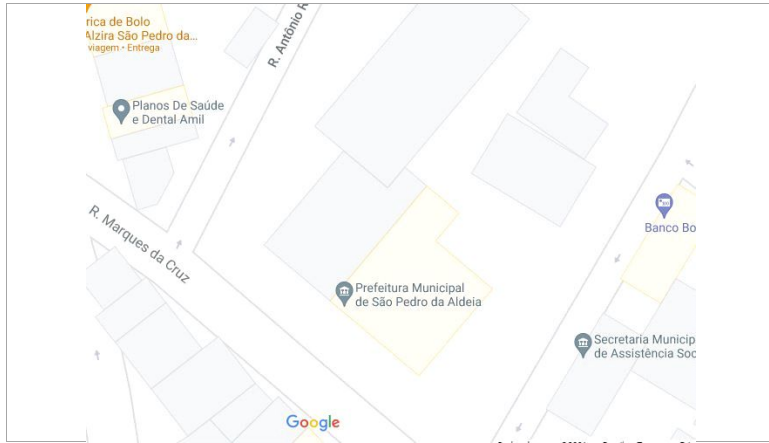 rica de Bolo
Alzira São Pedro da...
viagem • Entrega
R. Antônio R
Planos De Saúde
e Dental Amil
R. Marques da Cruz
Banco Bo
Prefeitura Municipal
de São Pedro da Aldeia
Secretaria Municip
de Assistência Soc
Google